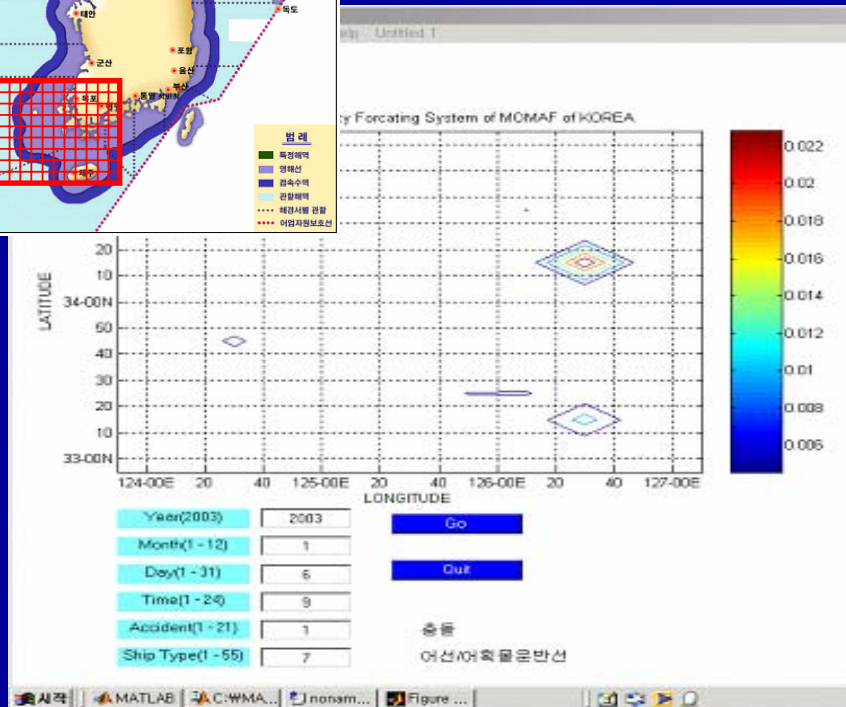 태안
독도
군산
포항
울산
부산
목포
통영
제주
범 례
특정해역
영해선
접속수역
관할해역
해경서별 관할
어업자원보호선
elp Untitled 1
y Forcating System of MOMAF of KOREA
0.022
0.02
0.018
0.016
0.014
0.012
0.01
0.008
0.006
LATITUDE
20
10
34-00N
50
40
30
20
10
33-00N
124-00E 20 40 125-00E 20 40 126-00E 20 40 127-00E
LONGITUDE
Year(2003) 2003 Go
Month(1 - 12) 1
Day(1 - 31) 6 Quit
Time(1 - 24) 9
Accident(1 - 21) 1 충돌
Ship Type(1 - 55) 7 어선/어획물운반선
시작 MATLAB C:₩MA... nonam... Figure ...